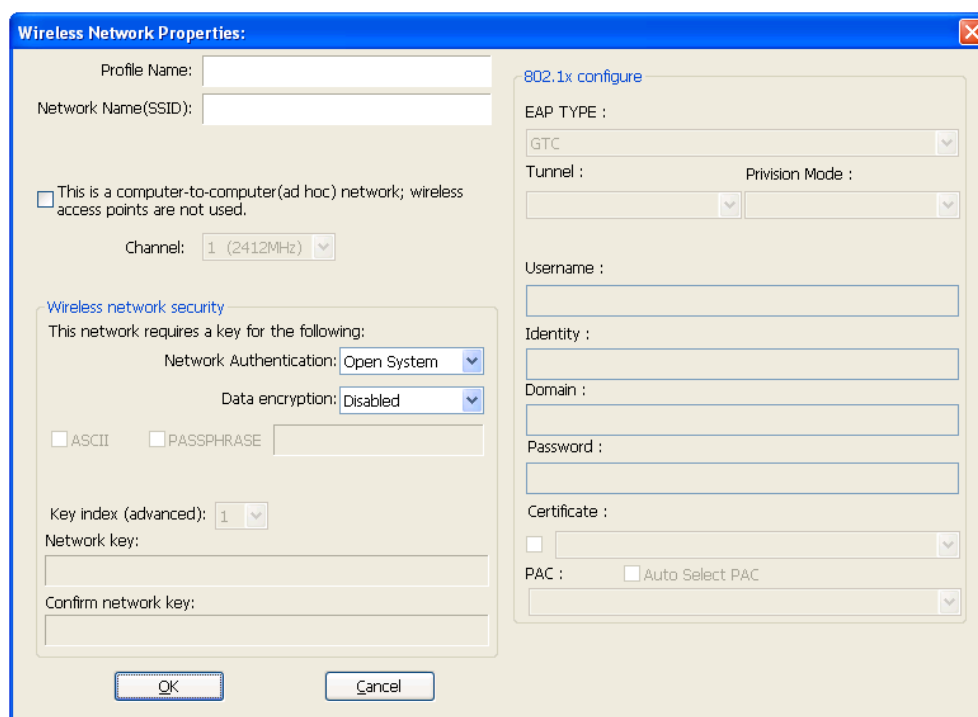 Wireless Network Properties:
Profile Name:
Network Name(SSID):
This is a computer-to-computer(ad hoc) network; wireless
access points are not used.
Channel: 1 (2412MHz)
Wireless network security
This network requires a key for the following:
Network Authentication: Open System
Data encryption: Disabled
ASCII PASSPHRASE
Key index (advanced): 1
Network key:
Confirm network key:
OK Cancel
802.1x configure
EAP TYPE :
GTC
Tunnel : Privision Mode :
Username :
Identity :
Domain :
Password :
Certificate :
PAC : Auto Select PAC